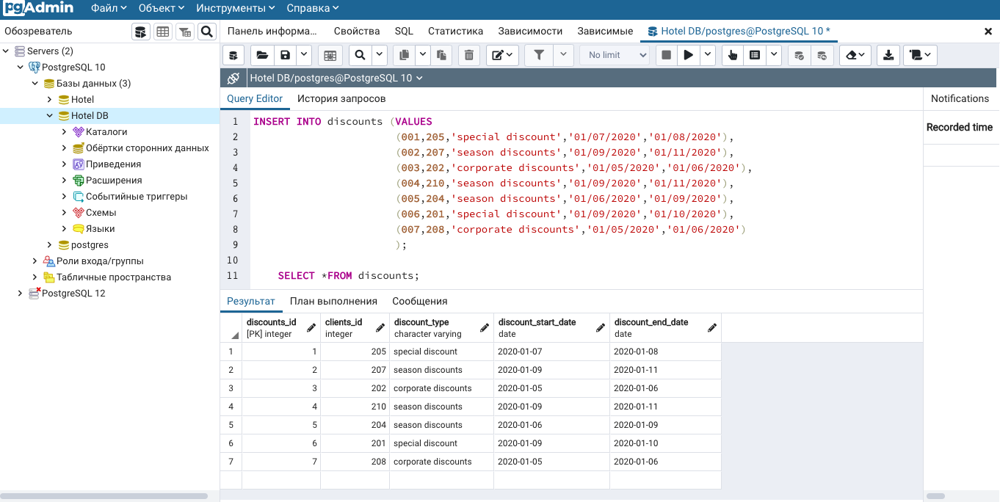 pgAdmin Файл Объект Инструменты Справка
Обозреватель
Servers (2)
PostgreSQL 10
Базы данных (3)
Hotel
Hotel DB
Каталоги
Обёртки сторонних данных
Приведения
Расширения
Событийные триггеры
Схемы
Языки
postgres
Роли входа/группы
Табличные пространства
PostgreSQL 12
Панель информа... Свойства SQL Статистика Зависимости Зависимые Hotel DB/postgres@PostgreSQL 10 *
No limit
Hotel DB/postgres@PostgreSQL 10
Query Editor История запросов
1 INSERT INTO discounts (VALUES
2 (001,205,'special discount','01/07/2020','01/08/2020'),
3 (002,207,'season discounts','01/09/2020','01/11/2020'),
4 (003,202,'corporate discounts','01/05/2020','01/06/2020'),
5 (004,210,'season discounts','01/09/2020','01/11/2020'),
6 (005,204,'season discounts','01/06/2020','01/09/2020'),
7 (006,201,'special discount','01/09/2020','01/10/2020'),
8 (007,208,'corporate discounts','01/05/2020','01/06/2020')
9 );
10
11 SELECT *FROM discounts;
Результат План выполнения Сообщения
discounts_id clients_id discount_type discount_start_date discount_end_date
[PK] integer integer character varying date date
1 1 205 special discount 2020-01-07 2020-01-08
2 2 207 season discounts 2020-01-09 2020-01-11
3 3 202 corporate discounts 2020-01-05 2020-01-06
4 4 210 season discounts 2020-01-09 2020-01-11
5 5 204 season discounts 2020-01-06 2020-01-09
6 6 201 special discount 2020-01-09 2020-01-10
7 7 208 corporate discounts 2020-01-05 2020-01-06
Notifications
Recorded time